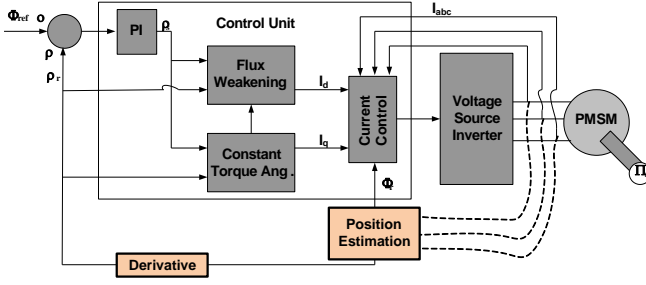 Φref
o
ρ
ρr
PI
ρ
Control Unit
Flux
Weakening
Constant
Torque Ang .
Id
Iq
Iabc
Current
Control
Voltage
Source
Inverter
PMSM
Π
Φ
Position
Estimation
Derivative